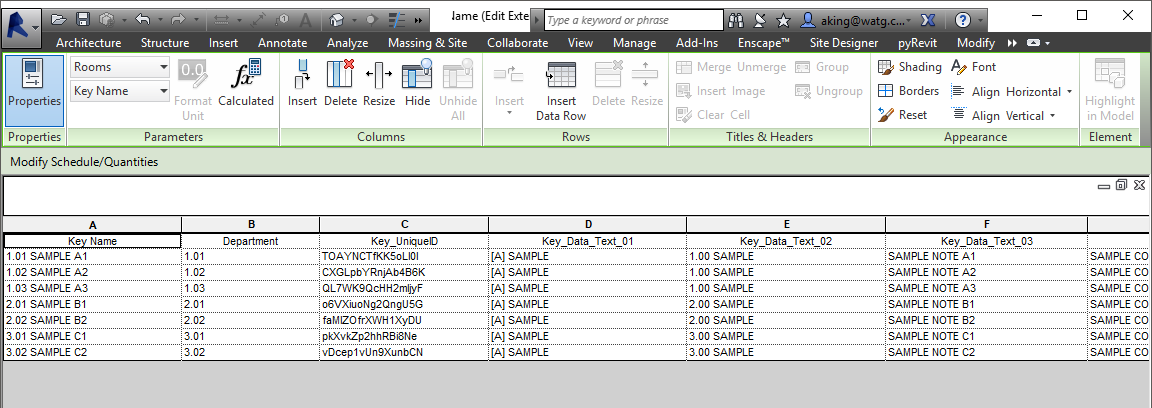 Jame (Edit Exte
Type a keyword or phrase
aking@watg.c...
Architecture Structure Insert Annotate Analyze Massing & Site Collaborate View Manage Add-Ins Enscape™ Site Designer pyRevit Modify
Rooms
Key Name
Properties
0.0
Format Unit
fx
Calculated
Insert Delete Resize Hide Unhide All
Insert Insert Data Row Delete Resize
Merge Unmerge Group
Insert Image Ungroup
Clear Cell
Shading Font
Borders Align Horizontal
Reset Align Vertical
Highlight in Model
Properties Parameters Columns Rows Titles & Headers Appearance Element
Modify Schedule/Quantities
A B C D E F
Key Name Department Key_UniqueID Key_Data_Text_01 Key_Data_Text_02 Key_Data_Text_03
1.01 SAMPLE A1 1.01 TOAYNCTfKK5oLI0I [A] SAMPLE 1.00 SAMPLE SAMPLE NOTE A1 SAMPLE CO
1.02 SAMPLE A2 1.02 CXGLpbYRnjAb4B6K [A] SAMPLE 1.00 SAMPLE SAMPLE NOTE A2 SAMPLE CO
1.03 SAMPLE A3 1.03 QL7WK9QcHH2mljyF [A] SAMPLE 1.00 SAMPLE SAMPLE NOTE A3 SAMPLE CO
2.01 SAMPLE B1 2.01 o6VXiuoNg2QngU5G [A] SAMPLE 2.00 SAMPLE SAMPLE NOTE B1 SAMPLE CO
2.02 SAMPLE B2 2.02 faMlZOfrXWH1XyDU [A] SAMPLE 2.00 SAMPLE SAMPLE NOTE B2 SAMPLE CO
3.01 SAMPLE C1 3.01 pkXvkZp2hhRBi8Ne [A] SAMPLE 3.00 SAMPLE SAMPLE NOTE C1 SAMPLE CO
3.02 SAMPLE C2 3.02 vDcep1vUn9XunbCN [A] SAMPLE 3.00 SAMPLE SAMPLE NOTE C2 SAMPLE CO